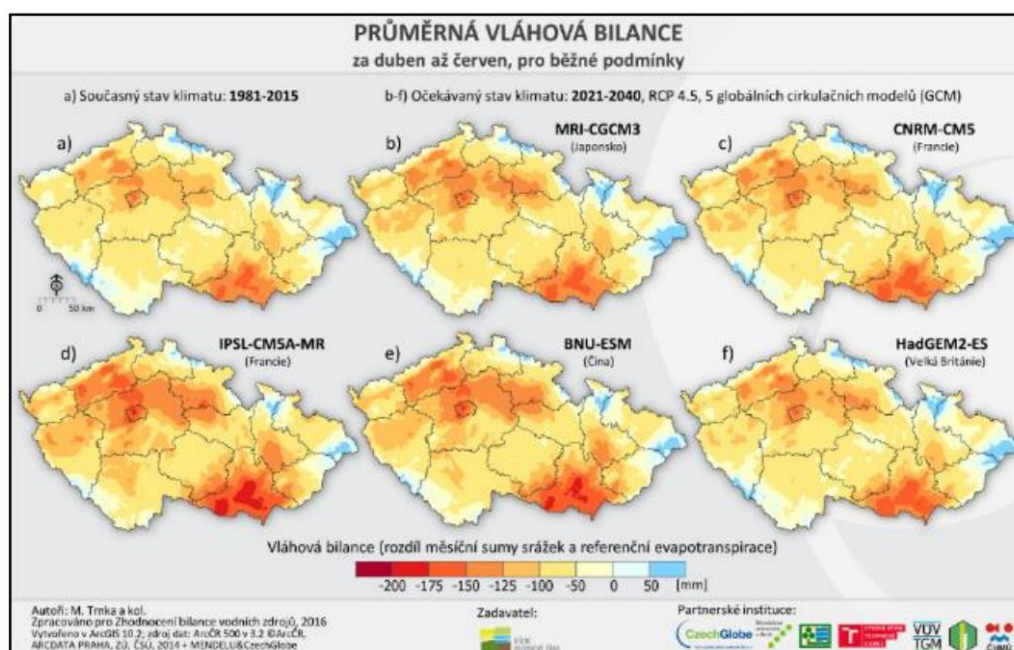 PRŮMĚRNÁ VLÁHOVÁ BILANCE
za duben až červen, pro běžné podmínky
a) Současný stav klimatu: 1981-2015
b-f) Očekávaný stav klimatu: 2021-2040, RCP 4.5, 5 globálních cirkulačních modelů (GCM)
a)
b)
MRI-CGCM3
(Japonsko)
c)
CNRM-CM5
(Francie)
0 50 km
d)
IPSL-CM5A-MR
(Francie)
e)
BNU-ESM
(Čína)
f)
HadGEM2-ES
(Velká Británie)
Vláhová bilance (rozdíl měsíční sumy srážek a referenční evapotranspirace)
-200 -175 -150 -125 -100 -50 0 50 [mm]
Autoři: M. Trnka a kol.
Zpracováno pro Zhodnocení bilance vodních zdrojů, 2016
Vytvořeno v ArcGIS 10.2; zdroj dat: ArcČR 500 v 3.2 ©ArcČR,
ARCDATA PRAHA, ZÚ, ČSÚ, 2014 + MENDELU&CzechGlobe
Zadavatel:
Partnerské instituce:
CzechGlobe
VÚV
TGM
ČHMÚ